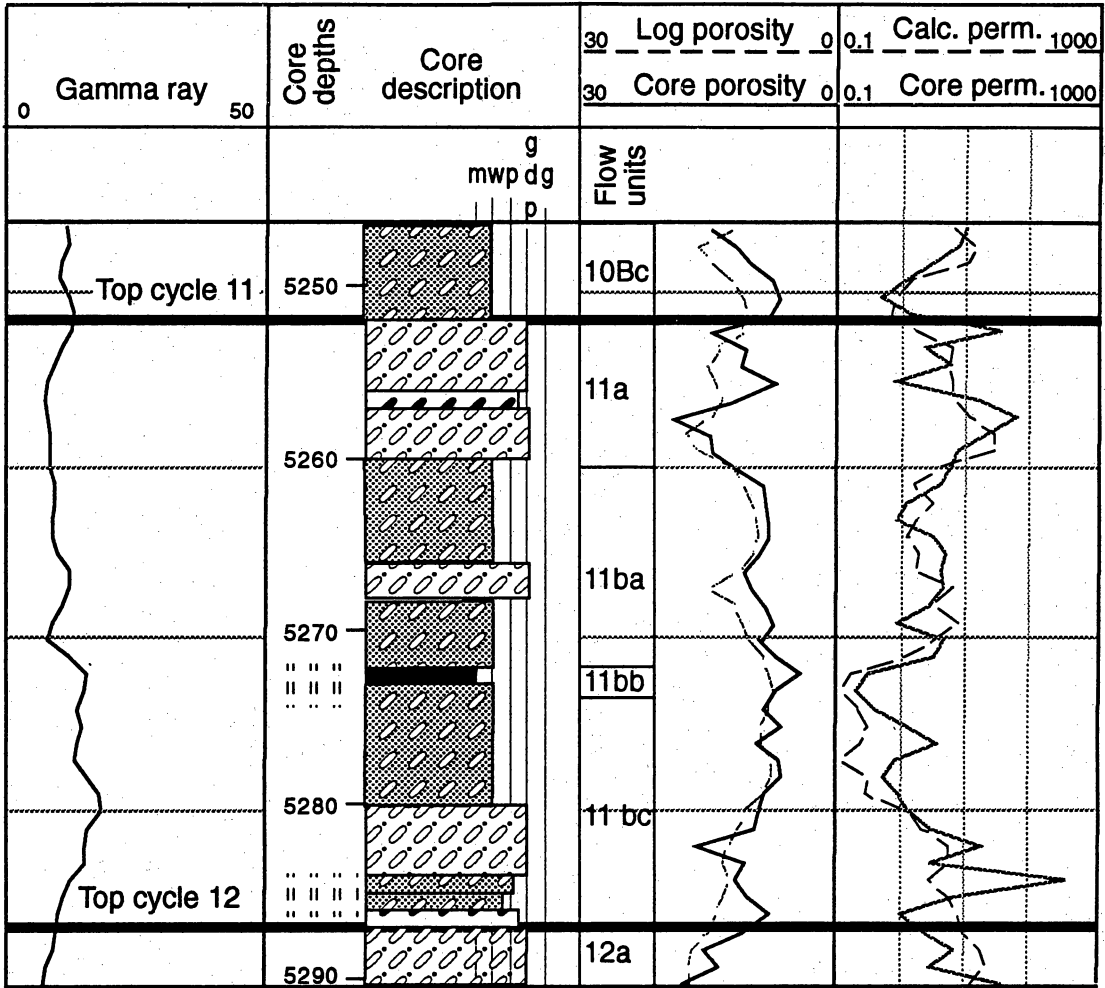 Gamma ray
0 50
Core depths
Core description
30 Log porosity 0
30 Core porosity 0
0.1 Calc. perm. 1000
0.1 Core perm. 1000
g
mwp d g
p
Flow units
Top cycle 11
5250
10Bc
11a
5260
11ba
5270
11bb
5280
11 bc
Top cycle 12
12a
5290